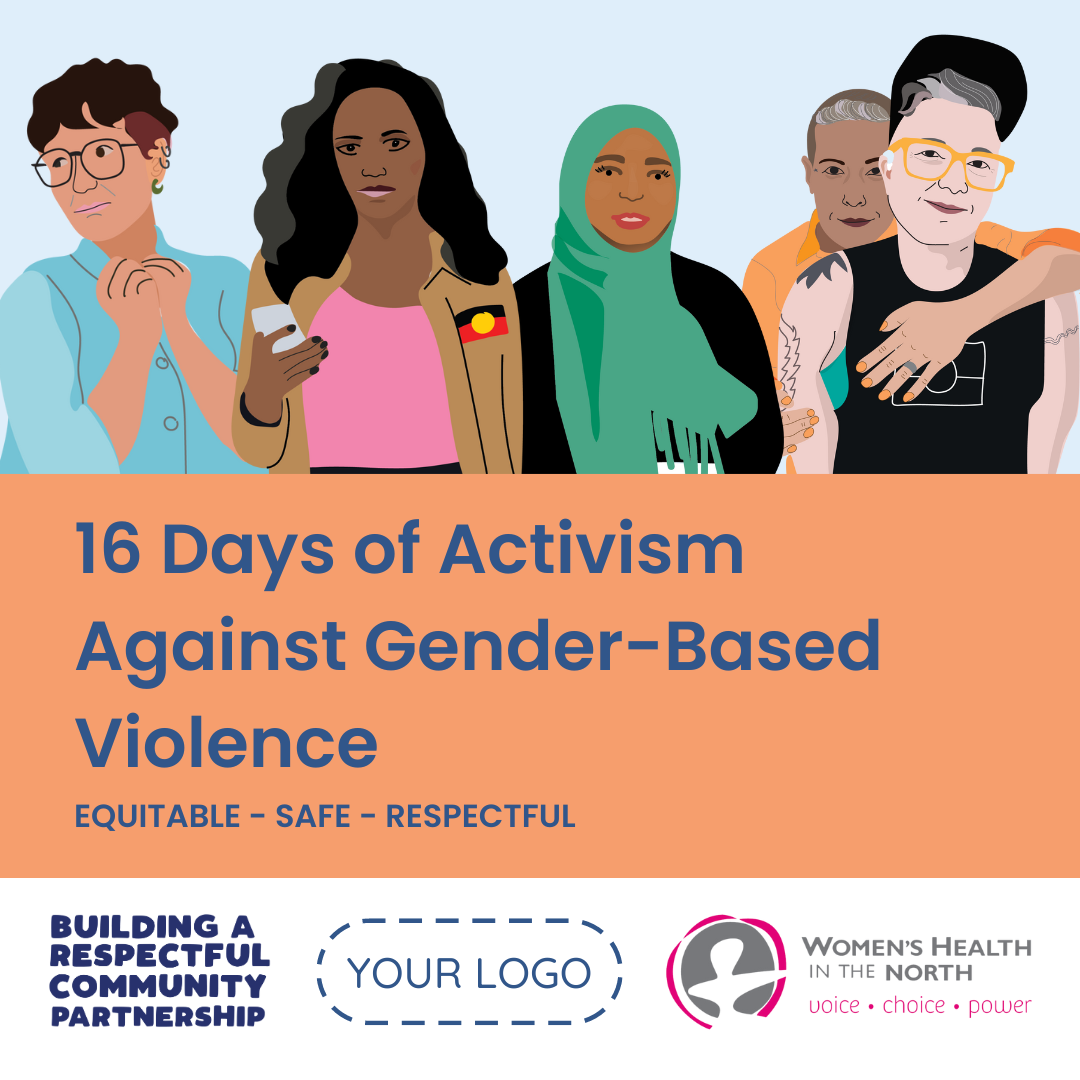 16 Days of Activism
Against Gender-Based
Violence
EQUITABLE - SAFE - RESPECTFUL
BUILDING A
RESPECTFUL
COMMUNITY
PARTNERSHIP
YOUR LOGO
WOMEN'S HEALTH
IN THE NORTH
voice • choice • power